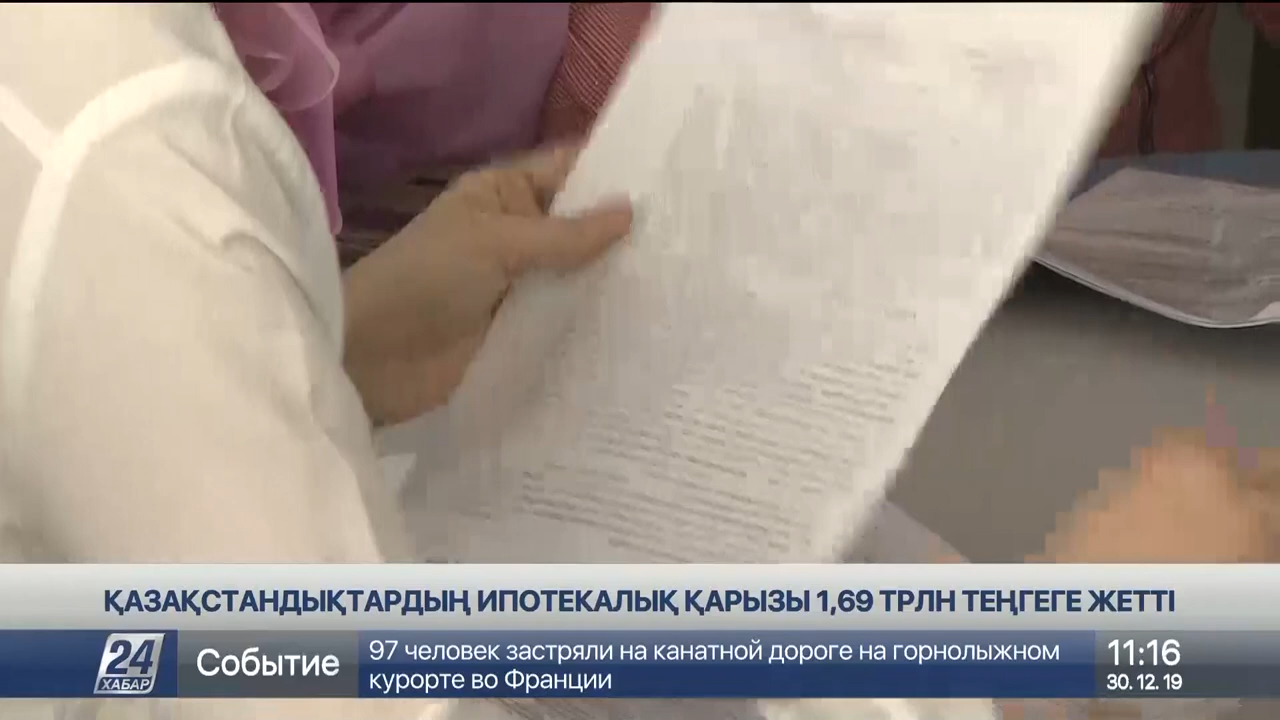 ҚАЗАҚСТАНДЫҚТАРДЫҢ ИПОТЕКАЛЫҚ ҚАРЫЗЫ 1,69 ТРЛН ТЕҢГЕГЕ ЖЕТТІ
24
ХАБАР
Событие
97 человек застряли на канатной дороге на горнолыжном
курорте во Франции
11:16
30.12.19